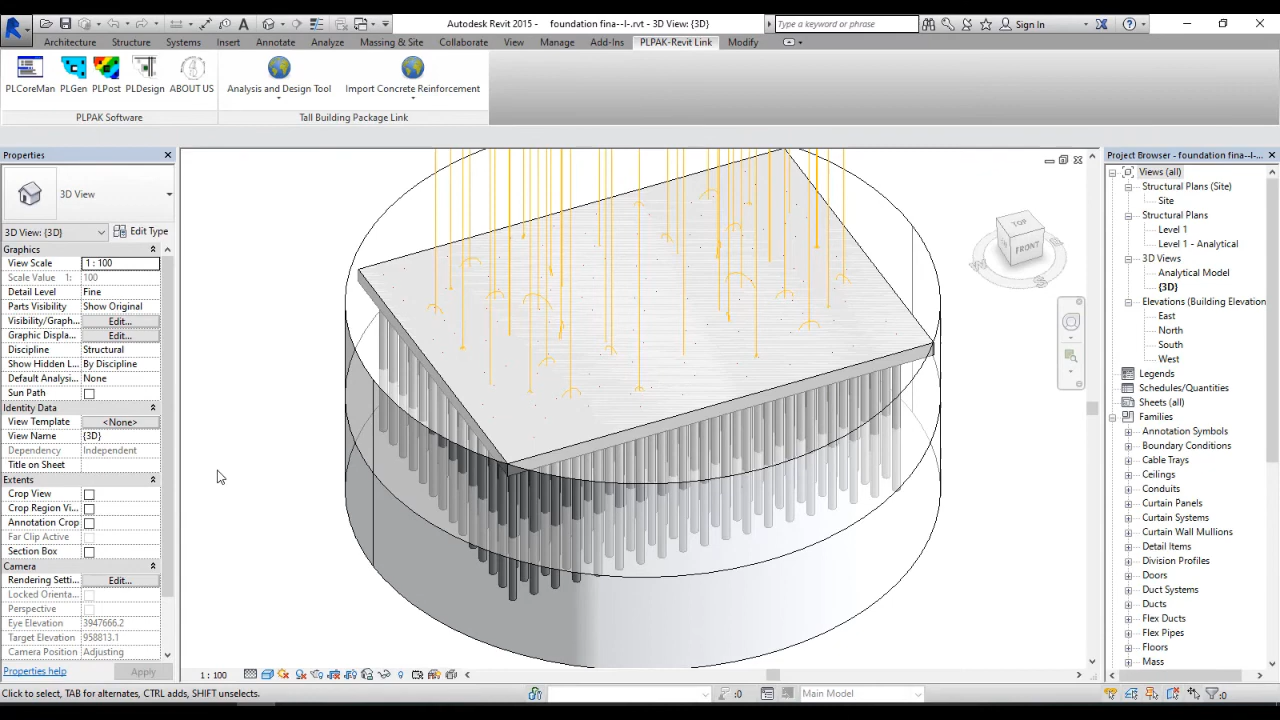 Autodesk Revit 2015 - foundation fina--l-.rvt - 3D View: {3D}
Type a keyword or phrase
Sign In
Architecture Structure Systems Insert Annotate Analyze Massing & Site Collaborate View Manage Add-Ins PLPAK-Revit Link Modify
PLCoreMan PLGen PLPost PLDesign ABOUT US Analysis and Design Tool Import Concrete Reinforcement
PLPAK Software Tall Building Package Link
Properties
3D View
3D View: {3D} Edit Type
Graphics
View Scale 1 : 100
Scale Value 1: 100
Detail Level Fine
Parts Visibility Show Original
Visibility/Graph... Edit...
Graphic Displa... Edit...
Discipline Structural
Show Hidden L... By Discipline
Default Analysi... None
Sun Path
Identity Data
View Template <None>
View Name {3D}
Dependency Independent
Title on Sheet
Extents
Crop View
Crop Region Vi...
Annotation Crop
Far Clip Active
Section Box
Camera
Rendering Setti... Edit...
Locked Orienta...
Perspective
Eye Elevation 3947666.2
Target Elevation 958813.1
Camera Position Adjusting
Properties help Apply
TOP
FRONT
1 : 100
Project Browser - foundation fina--l-...
Views (all)
Structural Plans (Site)
Site
Structural Plans
Level 1
Level 1 - Analytical
3D Views
Analytical Model
{3D}
Elevations (Building Elevation
East
North
South
West
Legends
Schedules/Quantities
Sheets (all)
Families
Annotation Symbols
Boundary Conditions
Cable Trays
Ceilings
Conduits
Curtain Panels
Curtain Systems
Curtain Wall Mullions
Detail Items
Division Profiles
Doors
Duct Systems
Ducts
Flex Ducts
Flex Pipes
Floors
Mass
Click to select, TAB for alternates, CTRL adds, SHIFT unselects.
:0
Main Model
:0